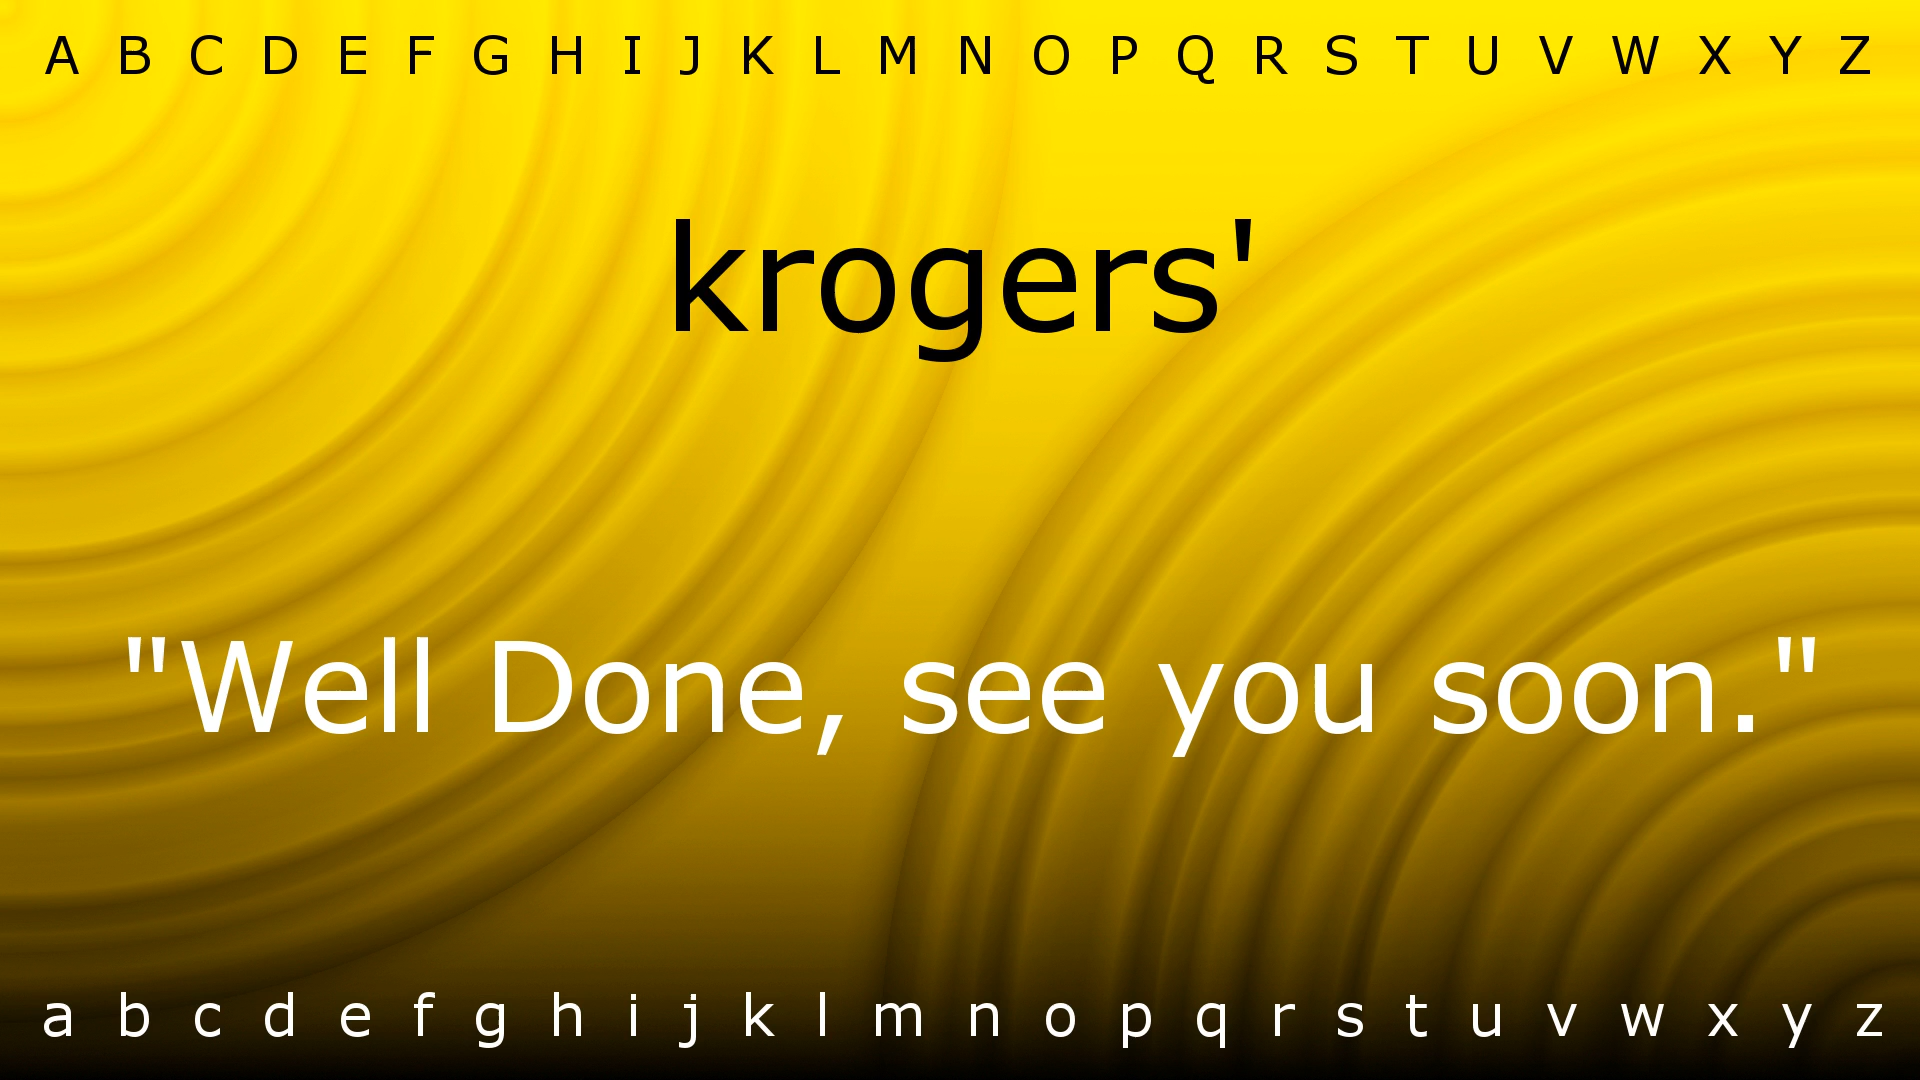 A B C D E F G H I J K L M N O P Q R S T U V W X Y Z
krogers'
"Well Done, see you soon."
a b c d e f g h i j k l m n o p q r s t u v w x y z